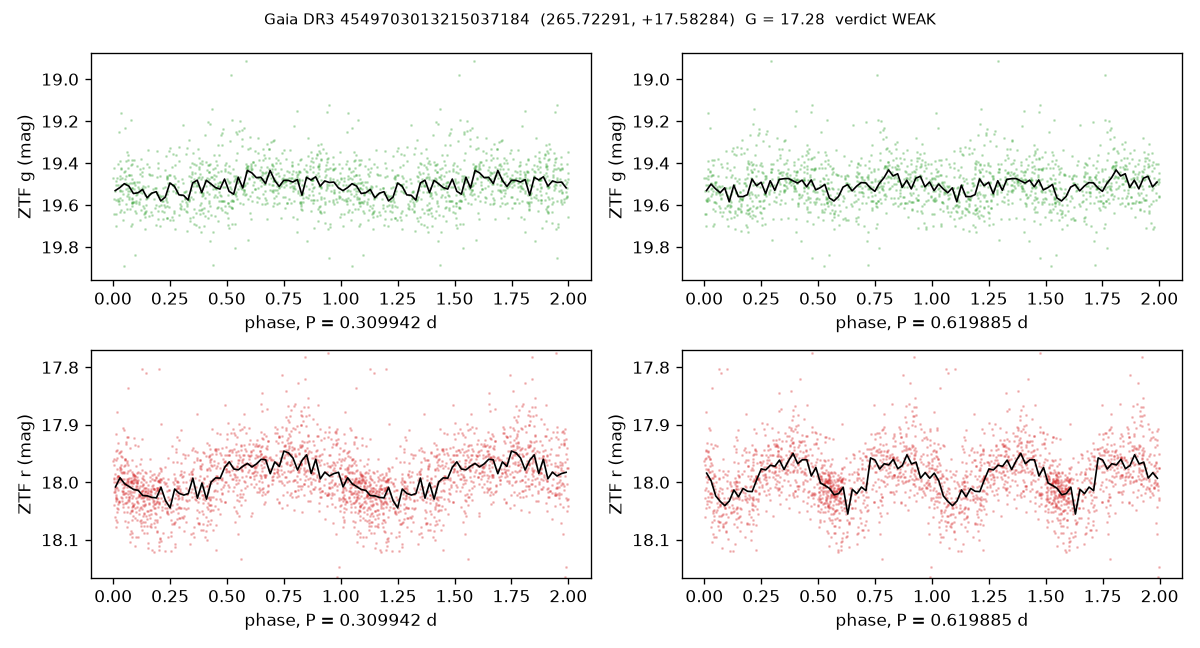 Gaia DR3 4549703013215037184 (265.72291, +17.58284) G = 17.28 verdict WEAK
ZTF g (mag)
19.0
19.2
19.4
19.6
19.8
0.00 0.25 0.50 0.75 1.00 1.25 1.50 1.75 2.00
phase, P = 0.309942 d
ZTF g (mag)
19.0
19.2
19.4
19.6
19.8
0.00 0.25 0.50 0.75 1.00 1.25 1.50 1.75 2.00
phase, P = 0.619885 d
ZTF r (mag)
17.8
17.9
18.0
18.1
0.00 0.25 0.50 0.75 1.00 1.25 1.50 1.75 2.00
phase, P = 0.309942 d
ZTF r (mag)
17.8
17.9
18.0
18.1
0.00 0.25 0.50 0.75 1.00 1.25 1.50 1.75 2.00
phase, P = 0.619885 d